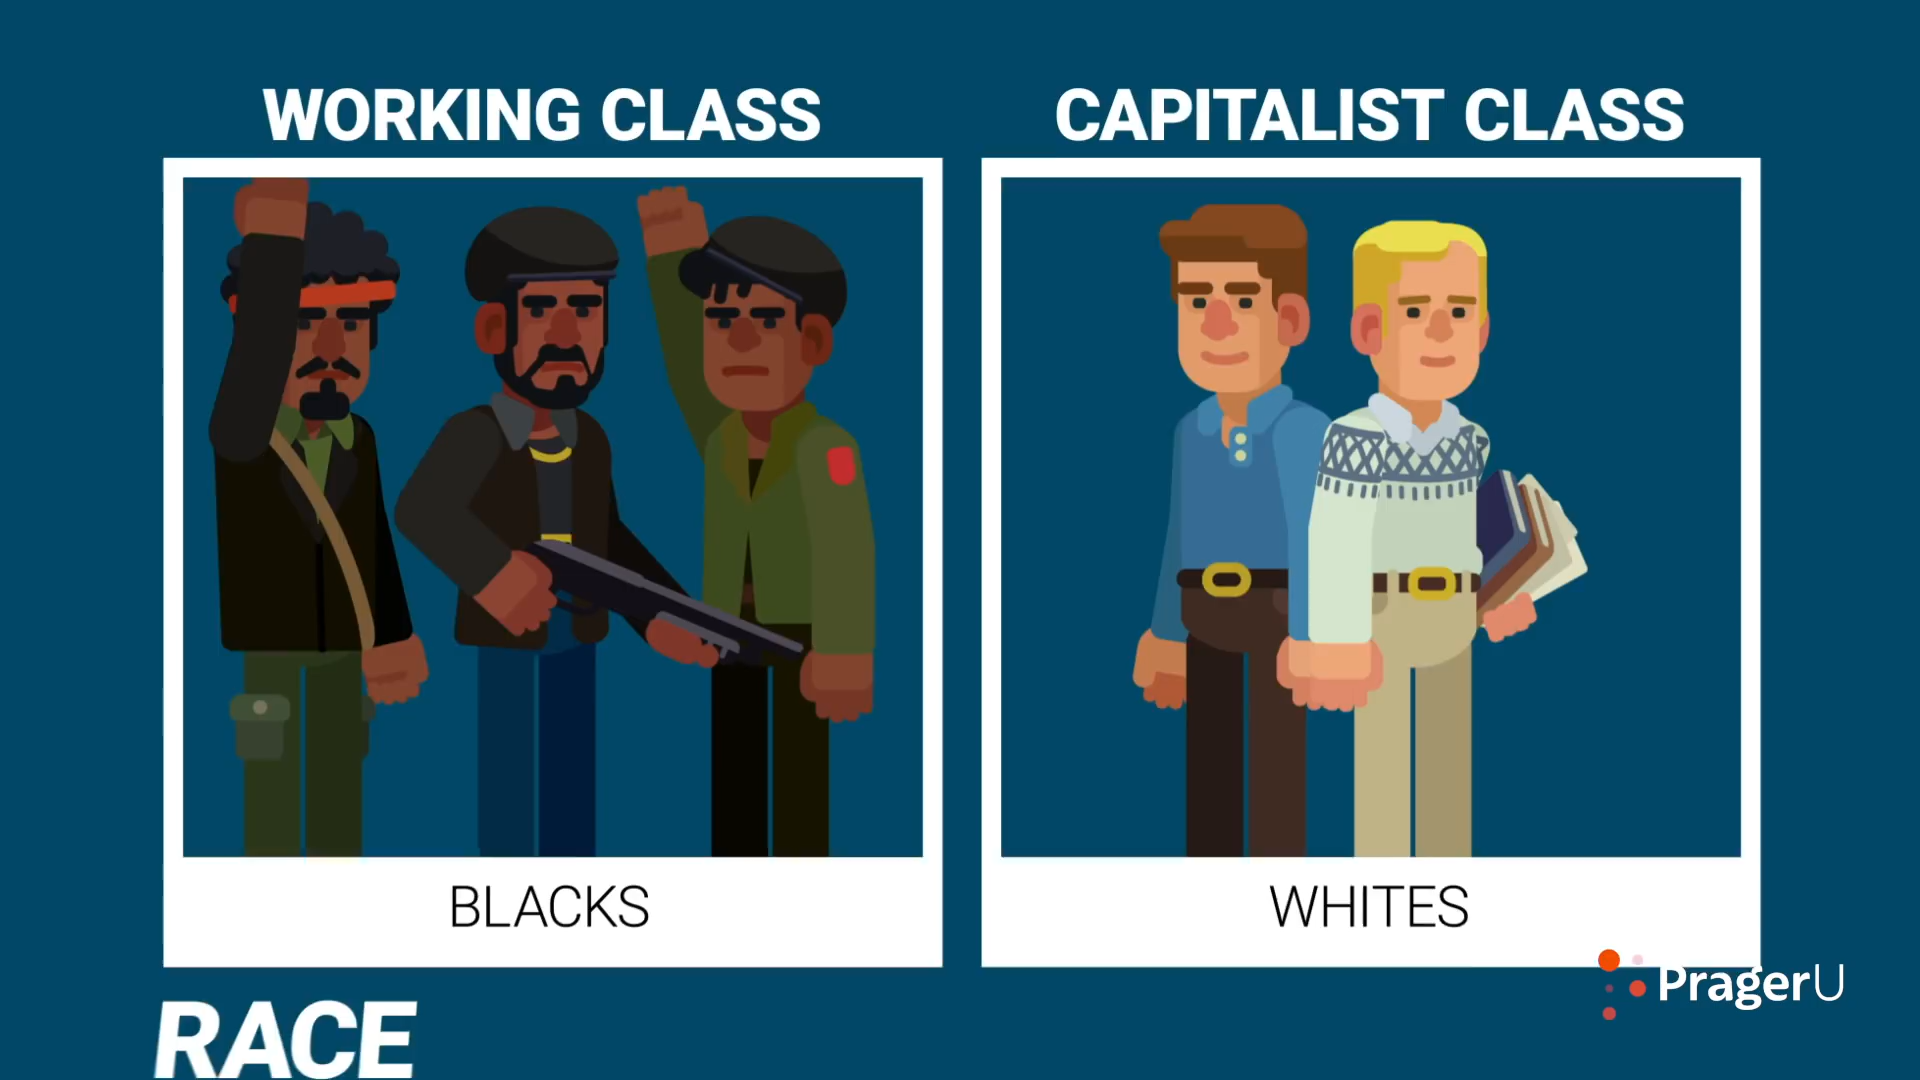 WORKING CLASS
CAPITALIST CLASS
BLACKS
WHITES
PragerU
RACE